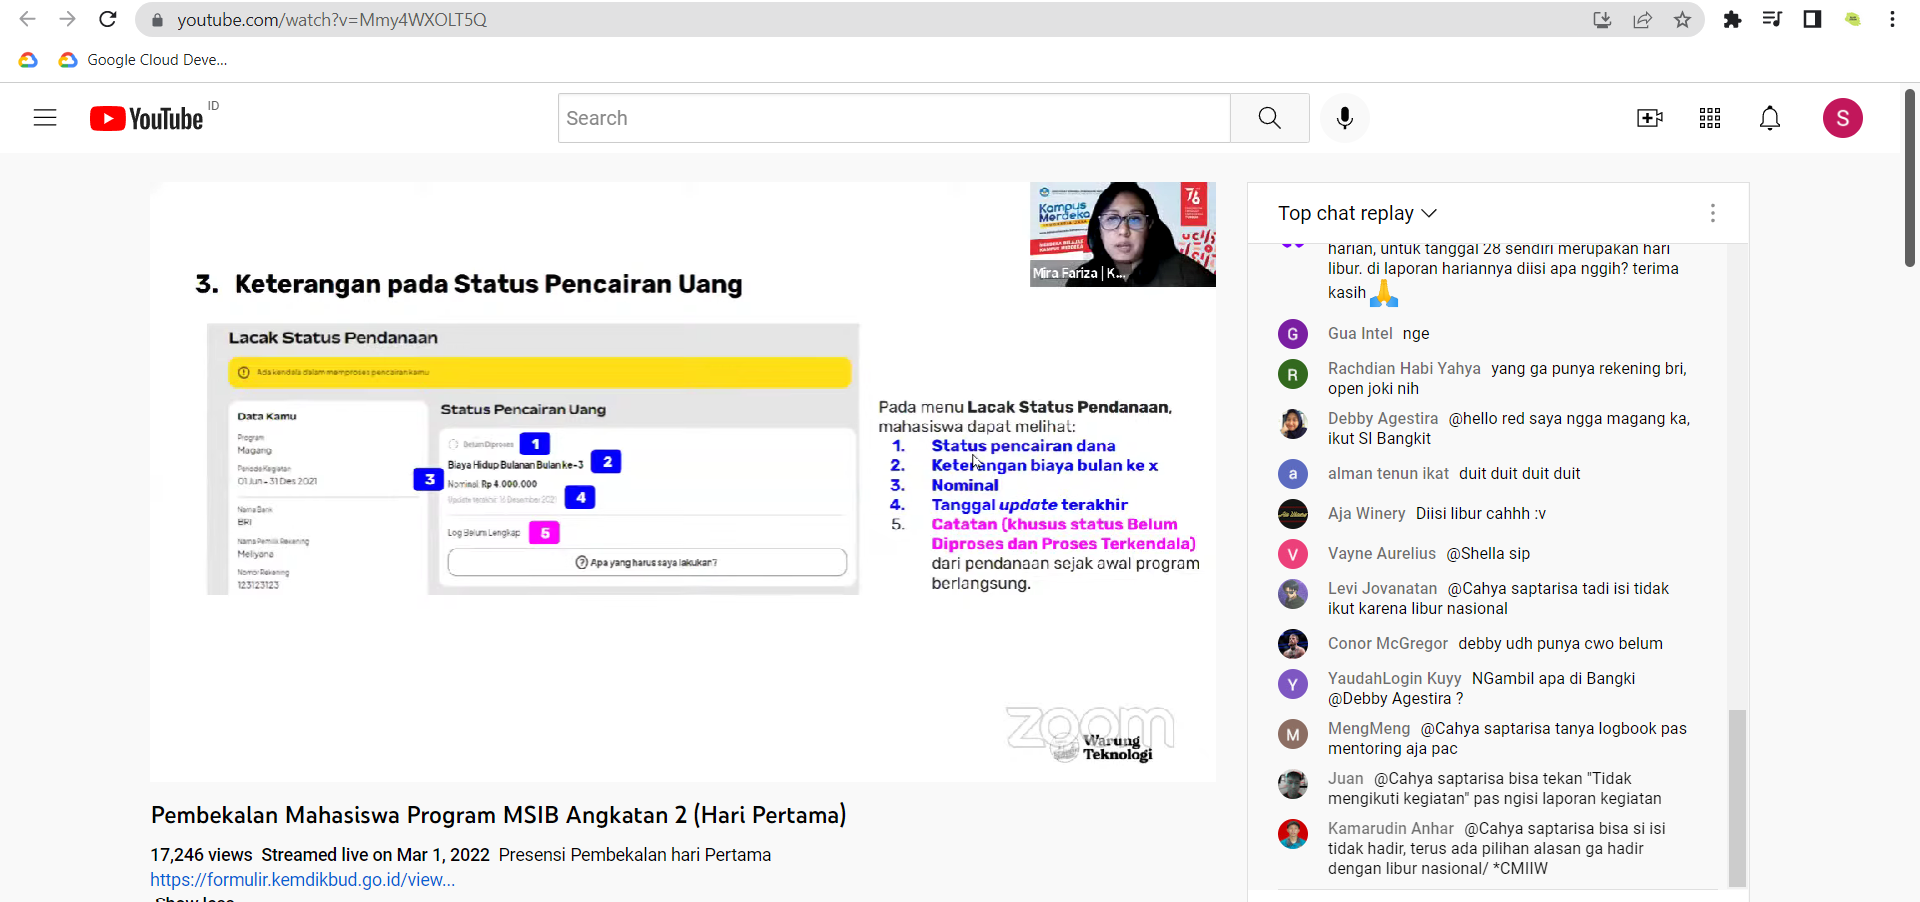 youtube.com/watch?v=Mmy4WXOLT5Q
Google Cloud Deve...
YouTube ID
Search
S
3. Keterangan pada Status Pencairan Uang
Lacak Status Pendanaan
Ada kendala dalam memproses pencairan kamu
Data Kamu
Program
Magang
Periode Kegiatan
01 Jun - 31 Des 2021
Nama Bank
BRI
Nama Pemilik Rekening
Meliyana
Nomor Rekening
123123123
Status Pencairan Uang
Belum Diproses 1
Biaya Hidup Bulanan Bulan ke-3 2
3 Nominal: Rp 4.000.000
Update terakhir: 16 Desember 2021 4
Log Belum Lengkap 5
Apa yang harus saya lakukan?
Pada menu Lacak Status Pendanaan,
mahasiswa dapat melihat:
1. Status pencairan dana
2. Keterangan biaya bulan ke x
3. Nominal
4. Tanggal update terakhir
5. Catatan (khusus status Belum
Diproses dan Proses Terkendala)
dari pendanaan sejak awal program
berlangsung.
Kampus
Merdeka
76
Mira Fariza | K...
zoom
Warung
Teknologi
Pembekalan Mahasiswa Program MSIB Angkatan 2 (Hari Pertama)
17,246 views Streamed live on Mar 1, 2022 Presensi Pembekalan hari Pertama
https://formulir.kemdikbud.go.id/view...
Show less
Top chat replay
harian, untuk tanggal 28 sendiri merupakan hari
libur. di laporan hariannya diisi apa nggih? terima
kasih
G Gua Intel nge
R Rachdian Habi Yahya yang ga punya rekening bri,
open joki nih
Debby Agestira @hello red saya ngga magang ka,
ikut SI Bangkit
a alman tenun ikat duit duit duit duit
Aja Winery Diisi libur cahhh :v
V Vayne Aurelius @Shella sip
Levi Jovanatan @Cahya saptarisa tadi isi tidak
ikut karena libur nasional
Conor McGregor debby udh punya cwo belum
Y YaudahLogin Kuyy NGambil apa di Bangki
@Debby Agestira ?
M MengMeng @Cahya saptarisa tanya logbook pas
mentoring aja pac
Juan @Cahya saptarisa bisa tekan "Tidak
mengikuti kegiatan" pas ngisi laporan kegiatan
Kamarudin Anhar @Cahya saptarisa bisa si isi
tidak hadir, terus ada pilihan alasan ga hadir
dengan libur nasional/ *CMIIW